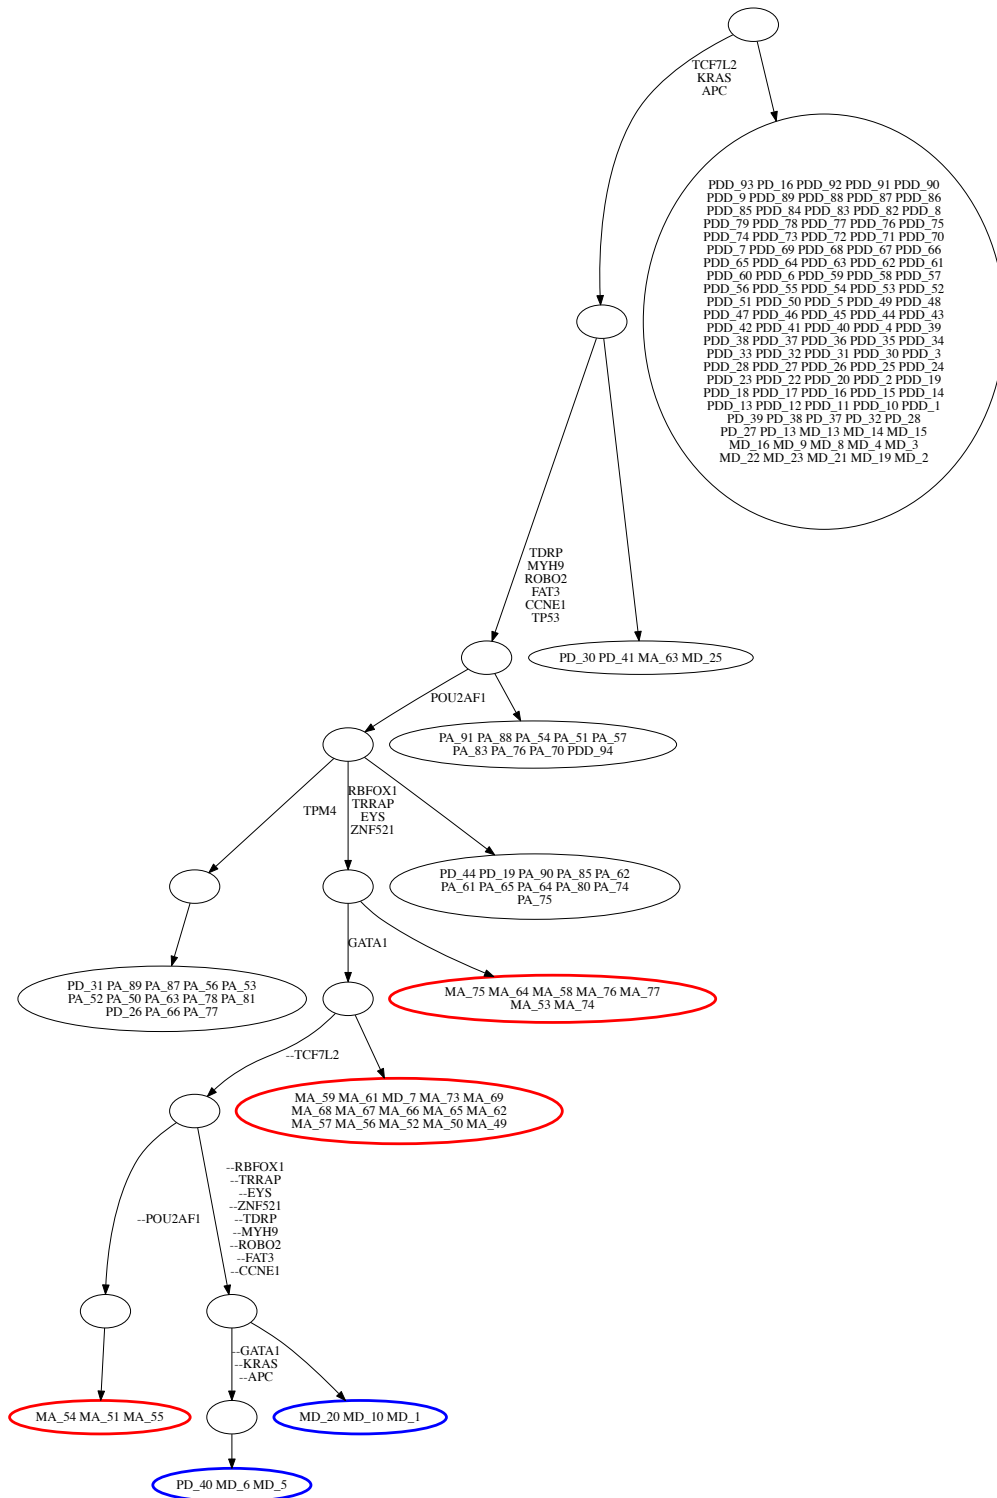 TCF7L2
KRAS
APC
PDD_93 PD_16 PDD_92 PDD_91 PDD_90
PDD_9 PDD_89 PDD_88 PDD_87 PDD_86
PDD_85 PDD_84 PDD_83 PDD_82 PDD_8
PDD_79 PDD_78 PDD_77 PDD_76 PDD_75
PDD_74 PDD_73 PDD_72 PDD_71 PDD_70
PDD_7 PDD_69 PDD_68 PDD_67 PDD_66
PDD_65 PDD_64 PDD_63 PDD_62 PDD_61
PDD_60 PDD_6 PDD_59 PDD_58 PDD_57
PDD_56 PDD_55 PDD_54 PDD_53 PDD_52
PDD_51 PDD_50 PDD_5 PDD_49 PDD_48
PDD_47 PDD_46 PDD_45 PDD_44 PDD_43
PDD_42 PDD_41 PDD_40 PDD_4 PDD_39
PDD_38 PDD_37 PDD_36 PDD_35 PDD_34
PDD_33 PDD_32 PDD_31 PDD_30 PDD_3
PDD_28 PDD_27 PDD_26 PDD_25 PDD_24
PDD_23 PDD_22 PDD_20 PDD_2 PDD_19
PDD_18 PDD_17 PDD_16 PDD_15 PDD_14
PDD_13 PDD_12 PDD_11 PDD_10 PDD_1
PD_39 PD_38 PD_37 PD_32 PD_28
PD_27 PD_13 MD_13 MD_14 MD_15
MD_16 MD_9 MD_8 MD_4 MD_3
MD_22 MD_23 MD_21 MD_19 MD_2
TDRP
MYH9
ROBO2
FAT3
CCNE1
TP53
PD_30 PD_41 MA_63 MD_25
POU2AF1
PA_91 PA_88 PA_54 PA_51 PA_57
PA_83 PA_76 PA_70 PDD_94
TPM4
RBFOX1
TRRAP
EYS
ZNF521
PD_44 PD_19 PA_90 PA_85 PA_62
PA_61 PA_65 PA_64 PA_80 PA_74
PA_75
GATA1
PD_31 PA_89 PA_87 PA_56 PA_53
PA_52 PA_50 PA_63 PA_78 PA_81
PD_26 PA_66 PA_77
MA_75 MA_64 MA_58 MA_76 MA_77
MA_53 MA_74
--TCF7L2
MA_59 MA_61 MD_7 MA_73 MA_69
MA_68 MA_67 MA_66 MA_65 MA_62
MA_57 MA_56 MA_52 MA_50 MA_49
--POU2AF1
--RBFOX1
--TRRAP
--EYS
--ZNF521
--TDRP
--MYH9
--ROBO2
--FAT3
--CCNE1
--GATA1
--KRAS
--APC
MA_54 MA_51 MA_55
MD_20 MD_10 MD_1
PD_40 MD_6 MD_5